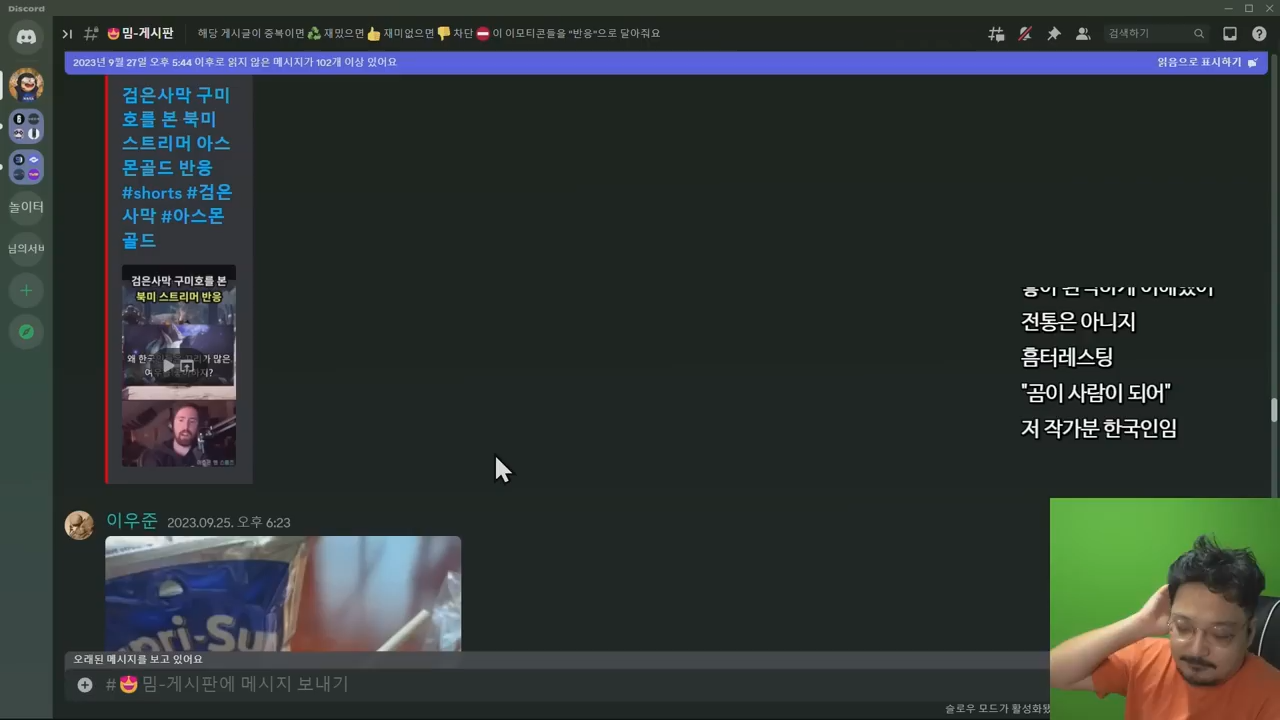 Discord
밈-게시판
해당 게시글이 중복이면 재밌으면 재미없으면 차단 이 이모티콘들을 "반응"으로 달아줘요
검색하기
2023년 9월 27일 오후 5:44 이후로 읽지 않은 메시지가 102개 이상 있어요
읽음으로 표시하기
검은사막 구미
호를 본 북미
스트리머 아스
몬골드 반응
#shorts #검은
사막 #아스몬
골드
검은사막 구미호를 본
북미 스트리머 반응
왜 한국 많은
놀이터
님의서버
전통은 아니지
흠터레스팅
"곰이 사람이 되어"
저 작가분 한국인임
이우준 2023.09.25. 오후 6:23
pri-Su
오래된 메시지를 보고 있어요
#밈-게시판에 메시지 보내기
슬로우 모드가 활성화됐